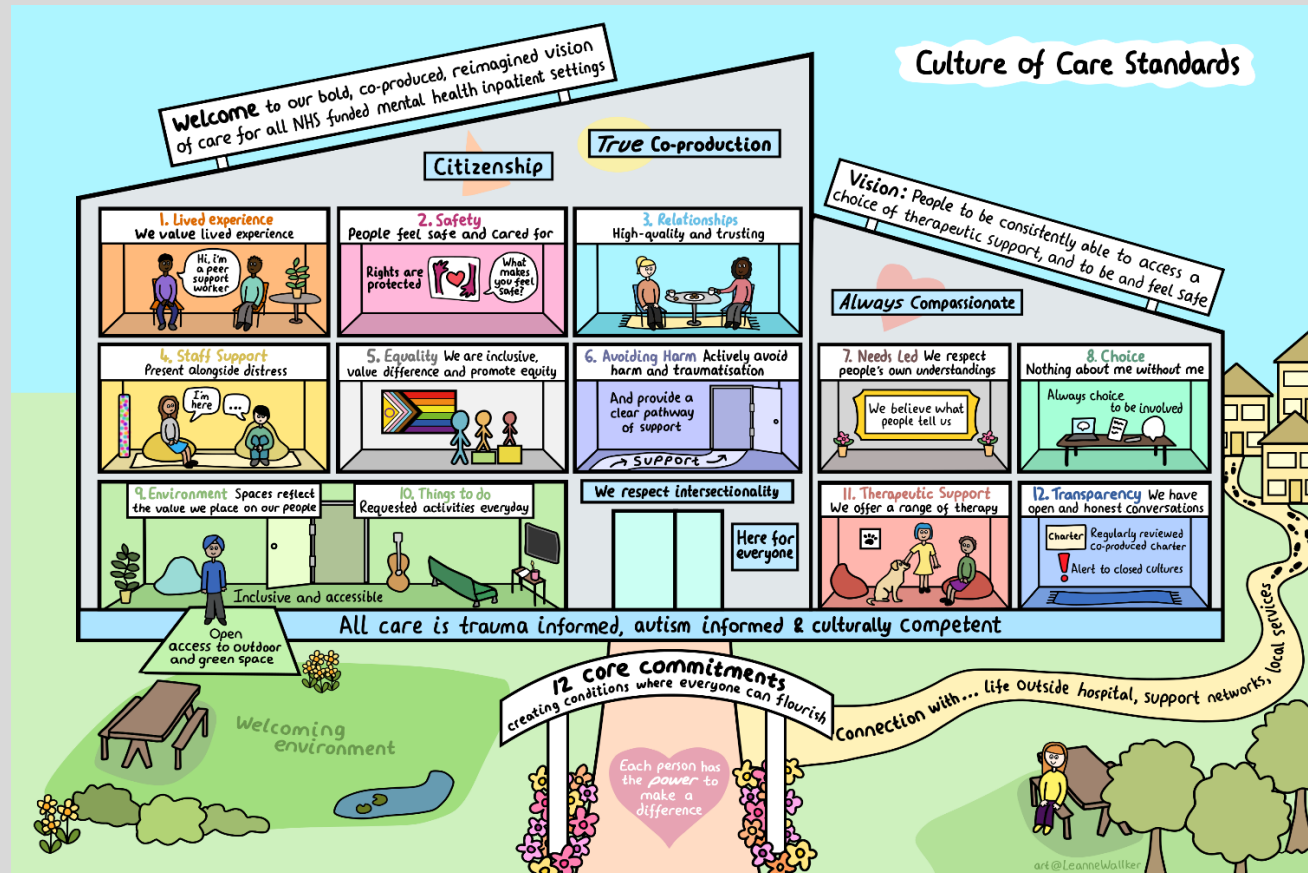 Culture of Care Standards
Welcome to our bold, co-produced, reimagined vision
of care for all NHS funded mental health inpatient settings
Citizenship
True Co-production
Vision: People to be consistently able to access a
choice of therapeutic support, and to be and feel safe
Always Compassionate
1. Lived experience
We value lived experience
Hi, i'm
a peer
support
worker
2. Safety
People feel safe and cared for
Rights are
protected
What
makes
you feel
safe?
3. Relationships
High-quality and trusting
4. Staff Support
Present alongside distress
I'm
here
...
5. Equality We are inclusive,
value difference and promote equity
6. Avoiding Harm Actively avoid
harm and traumatisation
And provide a
clear pathway
of support
Support
7. Needs Led We respect
people's own understandings
We believe what
people tell us
8. Choice
Nothing about me without me
Always choice
to be involved
9. Environment Spaces reflect
the value we place on our people
10. Things to do
Requested activities everyday
Inclusive and accessible
We respect intersectionality
Here for
everyone
11. Therapeutic Support
We offer a range of therapy
12. Transparency We have
open and honest conversations
Charter
Regularly reviewed
co-produced charter
! Alert to closed cultures
All care is trauma informed, autism informed & culturally competent
Open
access to outdoor
and green space
Welcoming
environment
12 core commitments
creating conditions where everyone can flourish
Each person has
the power to
make a
difference
Connection with... life outside hospital, support networks, local services
art@LeanneWallker